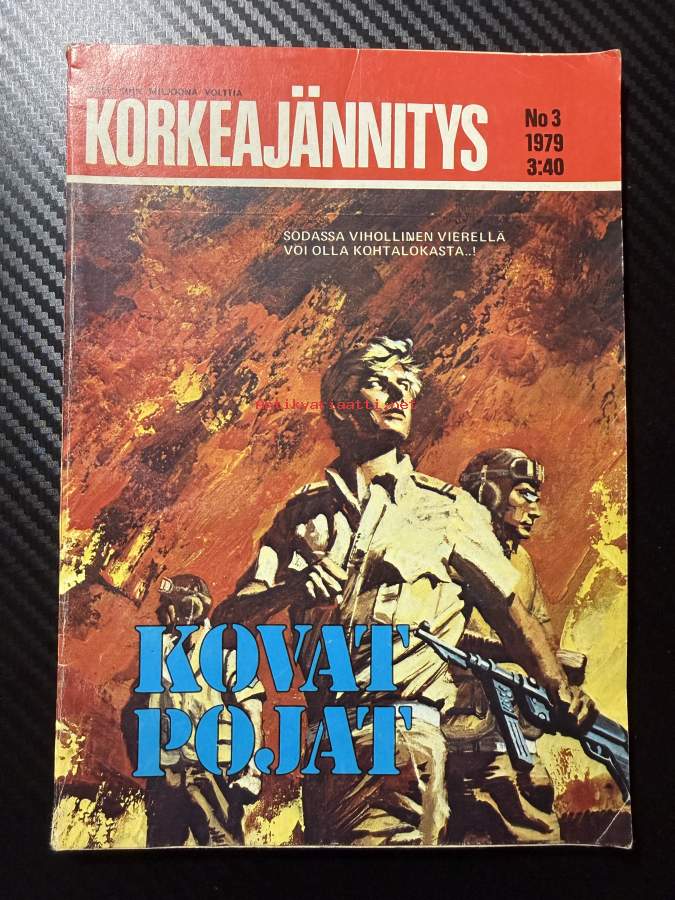 MILJOONA VOLTTIA
KORKEAJÄNNITYS
No 3
1979
3:40
SODASSA VIHOLLINEN VIERELLÄ
VOI OLLA KOHTALOKASTA..!
antikvariaatti.net
KOVAT
POJAT